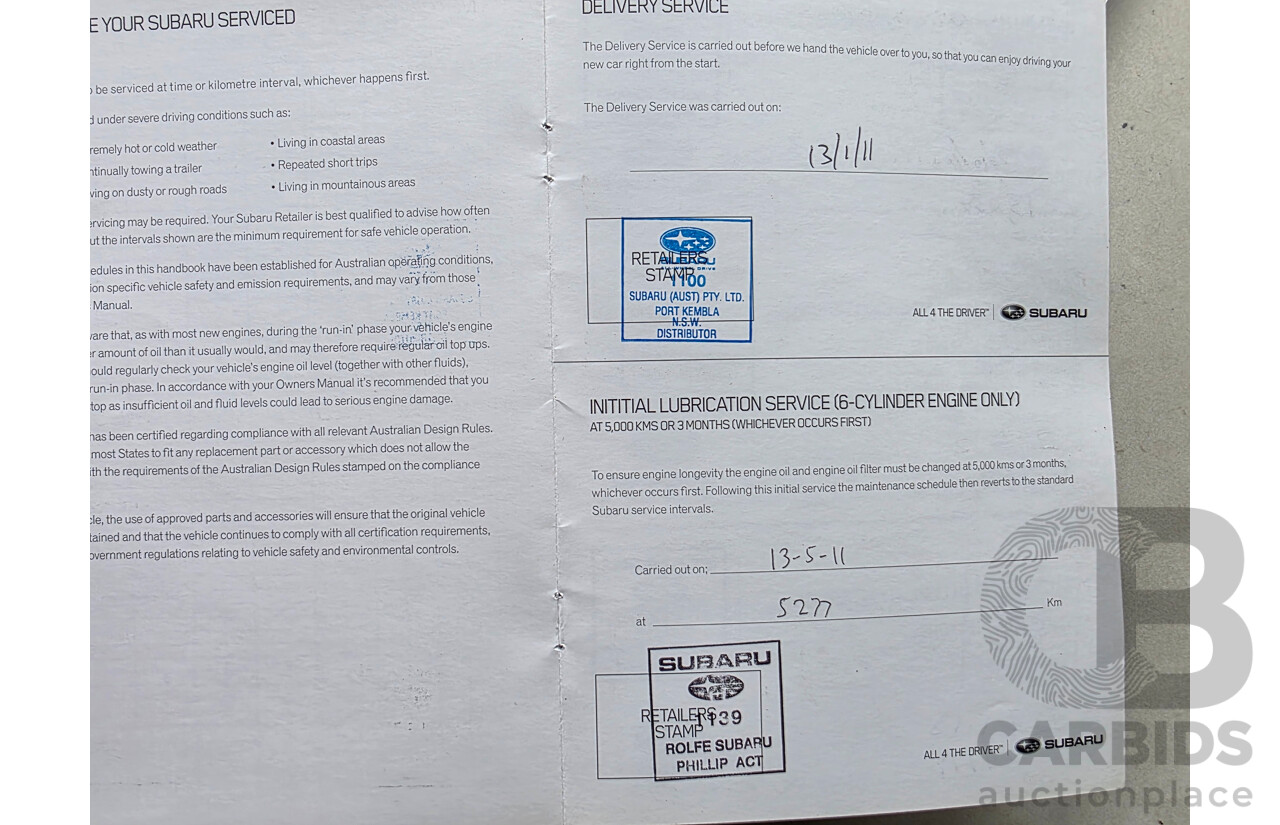 E YOUR SUBARU SERVICED
o be serviced at time or kilometre interval, whichever happens first.
d under severe driving conditions such as:
remely hot or cold weather
• Living in coastal areas
ntinually towing a trailer
• Repeated short trips
ving on dusty or rough roads
• Living in mountainous areas
ervicing may be required. Your Subaru Retailer is best qualified to advise how often
ut the intervals shown are the minimum requirement for safe vehicle operation.
edules in this handbook have been established for Australian operating conditions,
ion specific vehicle safety and emission requirements, and may vary from those
Manual.
vare that, as with most new engines, during the 'run-in' phase your vehicle's engine
r amount of oil than it usually would, and may therefore require regular oil top ups.
ould regularly check your vehicle's engine oil level (together with other fluids),
run-in phase. In accordance with your Owners Manual it's recommended that you
top as insufficient oil and fluid levels could lead to serious engine damage.
has been certified regarding compliance with all relevant Australian Design Rules.
most States to fit any replacement part or accessory which does not allow the
ith the requirements of the Australian Design Rules stamped on the compliance
cle, the use of approved parts and accessories will ensure that the original vehicle
tained and that the vehicle continues to comply with all certification requirements,
overnment regulations relating to vehicle safety and environmental controls.
DELIVERY SERVICE
The Delivery Service is carried out before we hand the vehicle over to you, so that you can enjoy driving your
new car right from the start.
The Delivery Service was carried out on:
13/1/11
RETAILERS
STAMP
1100
SUBARU (AUST) PTY. LTD.
PORT KEMBLA
N.S.W.
DISTRIBUTOR
ALL 4 THE DRIVER™ SUBARU
INITITIAL LUBRICATION SERVICE (6-CYLINDER ENGINE ONLY)
AT 5,000 KMS OR 3 MONTHS (WHICHEVER OCCURS FIRST)
To ensure engine longevity the engine oil and engine oil filter must be changed at 5,000 kms or 3 months,
whichever occurs first. Following this initial service the maintenance schedule then reverts to the standard
Subaru service intervals.
Carried out on; 13-5-11
at 5277 Km
SUBARU
RETAILERS
1139
STAMP
ROLFE SUBARU
PHILLIP ACT
ALL 4 THE DRIVER™ SUBARU
CARBIDS
auctionplace